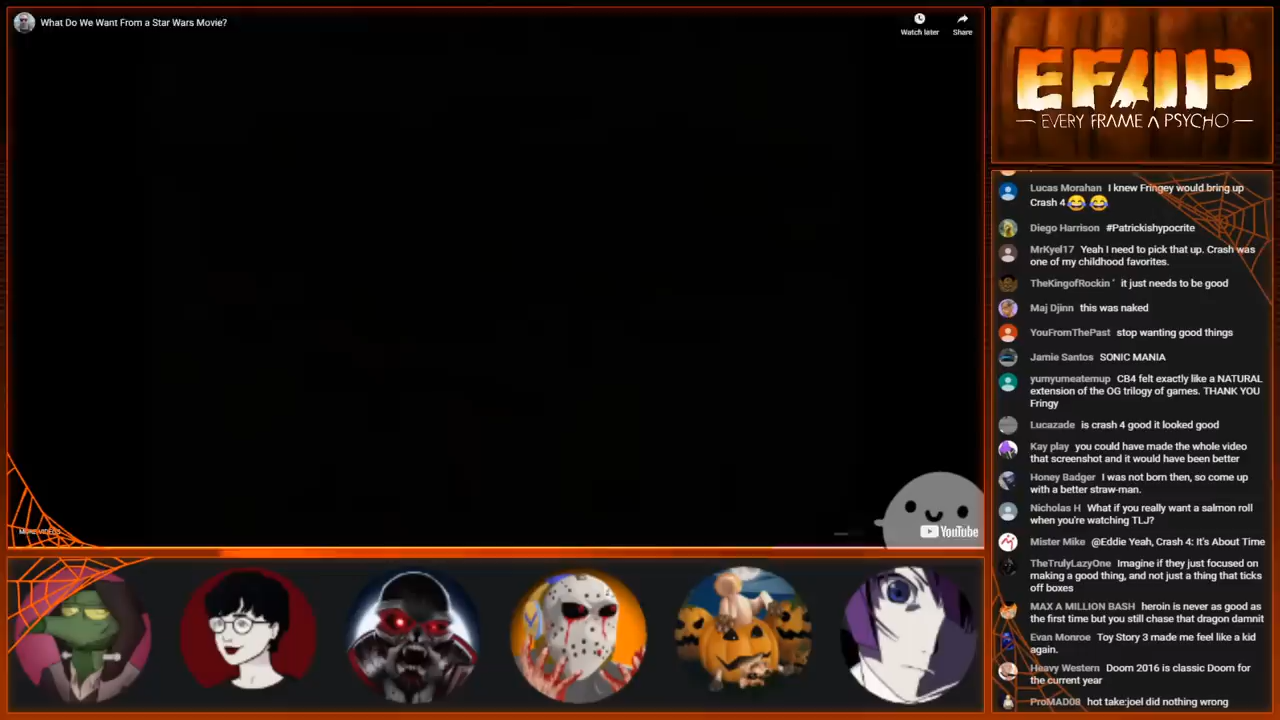 What Do We Want From a Star Wars Movie?
Watch later
Share
MORE VIDEOS
YouTube
EFAP
— EVERY FRAME A PSYCHO —
Lucas Morahan I knew Fringey would bring up
Crash 4 😂 😂
Diego Harrison #Patrickishypocrite
MrKyel17 Yeah I need to pick that up. Crash was
one of my childhood favorites.
TheKingofRockin ' it just needs to be good
Maj Djinn this was naked
YouFromThePast stop wanting good things
Jamie Santos SONIC MANIA
yumyumeatemup CB4 felt exactly like a NATURAL
extension of the OG trilogy of games. THANK YOU
Fringy
Lucazade is crash 4 good it looked good
Kay play you could have made the whole video
that screenshot and it would have been better
Honey Badger I was not born then, so come up
with a better straw-man.
Nicholas H What if you really want a salmon roll
when you're watching TLJ?
Mister Mike @Eddie Yeah, Crash 4: It's About Time
TheTrulyLazyOne Imagine if they just focused on
making a good thing, and not just a thing that ticks
off boxes
MAX A MILLION BASH heroin is never as good as
the first time but you still chase that dragon damnit
Evan Monroe Toy Story 3 made me feel like a kid
again.
Heavy Western Doom 2016 is classic Doom for
the current year
ProMAD08 hot take:joel did nothing wrong